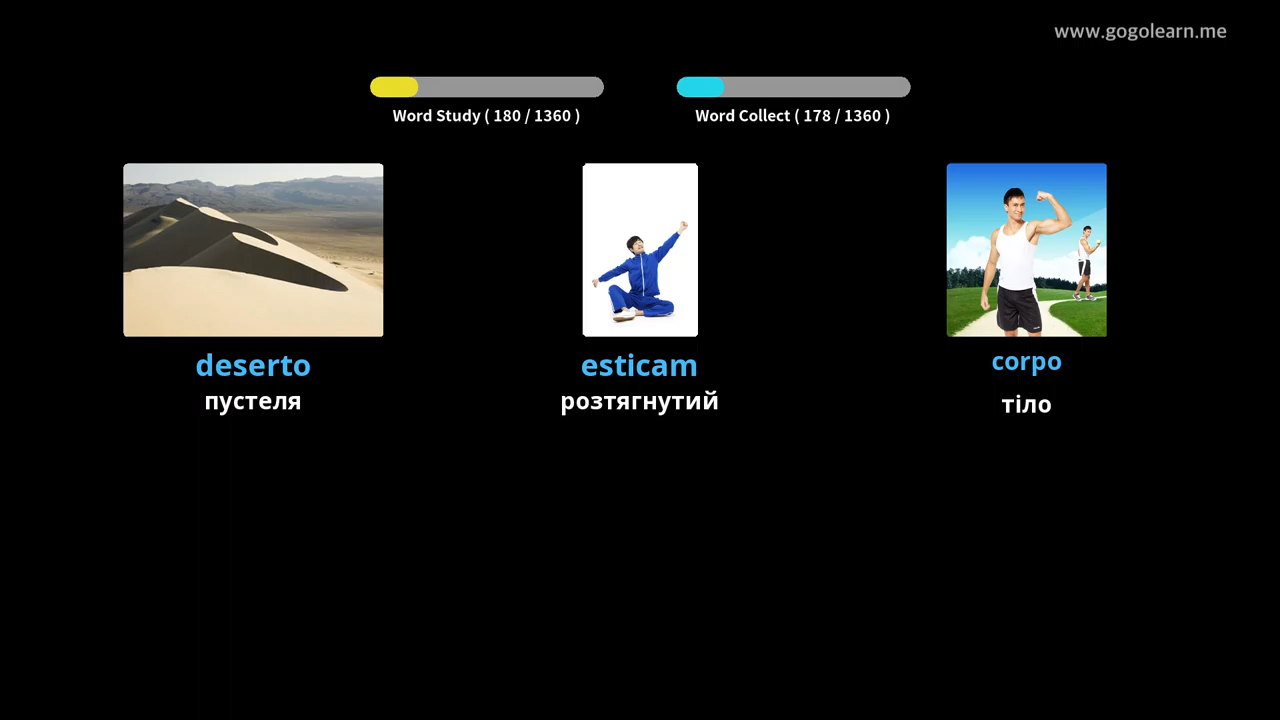 www.gogolearn.me
Word Study ( 180 / 1360 )
Word Collect ( 178 / 1360 )
deserto
esticam
corpo
пустеля
розтягнутий
тіло